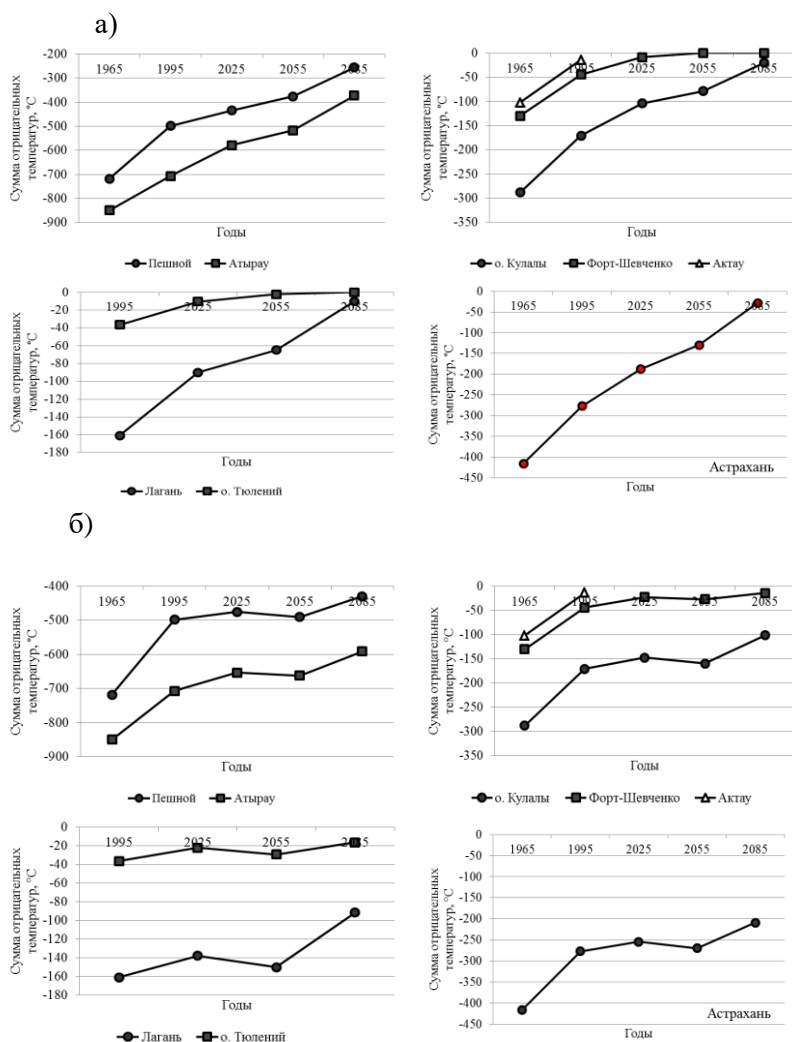 а)
Сумма отрицательных
температур, °С
-200
-300
-400
-500
-600
-700
-800
-900
1965 1995 2025 2055 2085
Годы
Пешной Атырау
Сумма отрицательных
температур, °С
0
-50
-100
-150
-200
-250
-300
-350
1965 1995 2025 2055 2085
Годы
о. Кулалы Форт-Шевченко Актау
Сумма отрицательных
температур, °С
0
-20
-40
-60
-80
-100
-120
-140
-160
-180
1995 2025 2055 2085
Годы
Лагань о. Тюлений
Сумма отрицательных
температур, °С
0
-50
-100
-150
-200
-250
-300
-350
-400
-450
1965 1995 2025 2055 2085
Астрахань
Годы
б)
Сумма отрицательных
температур, °С
-400
-500
-600
-700
-800
-900
1965 1995 2025 2055 2085
Годы
Пешной Атырау
Сумма отрицательных
температур, °С
0
-50
-100
-150
-200
-250
-300
-350
1965 1995 2025 2055 2085
Годы
о. Кулалы Форт-Шевченко Актау
Сумма отрицательных
температур, °С
0
-20
-40
-60
-80
-100
-120
-140
-160
-180
1995 2025 2055 2085
Годы
Лагань о. Тюлений
Сумма отрицательных
температур, °С
0
-50
-100
-150
-200
-250
-300
-350
-400
-450
1965 1995 2025 2055 2085
Астрахань
Годы